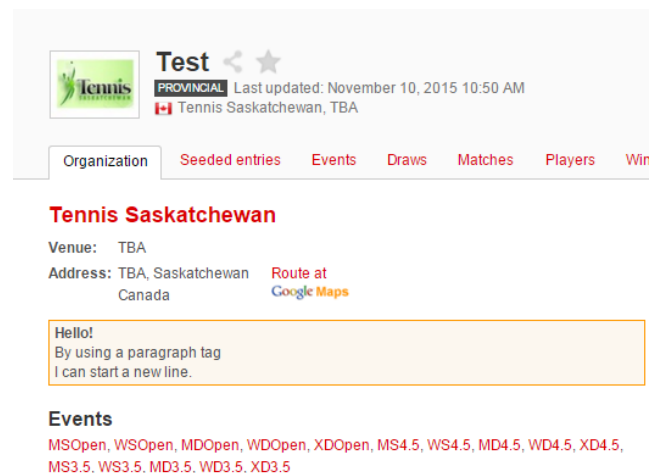 Tennis
SASKATCHEWAN
Test
PROVINCIAL Last updated: November 10, 2015 10:50 AM
Tennis Saskatchewan, TBA
Organization Seeded entries Events Draws Matches Players Win
Tennis Saskatchewan
Venue: TBA
Address: TBA, Saskatchewan Route at
Canada Google Maps
Hello!
By using a paragraph tag
I can start a new line.
Events
MSOpen, WSOpen, MDOpen, WDOpen, XDOpen, MS4.5, WS4.5, MD4.5, WD4.5, XD4.5,
MS3.5, WS3.5, MD3.5, WD3.5, XD3.5